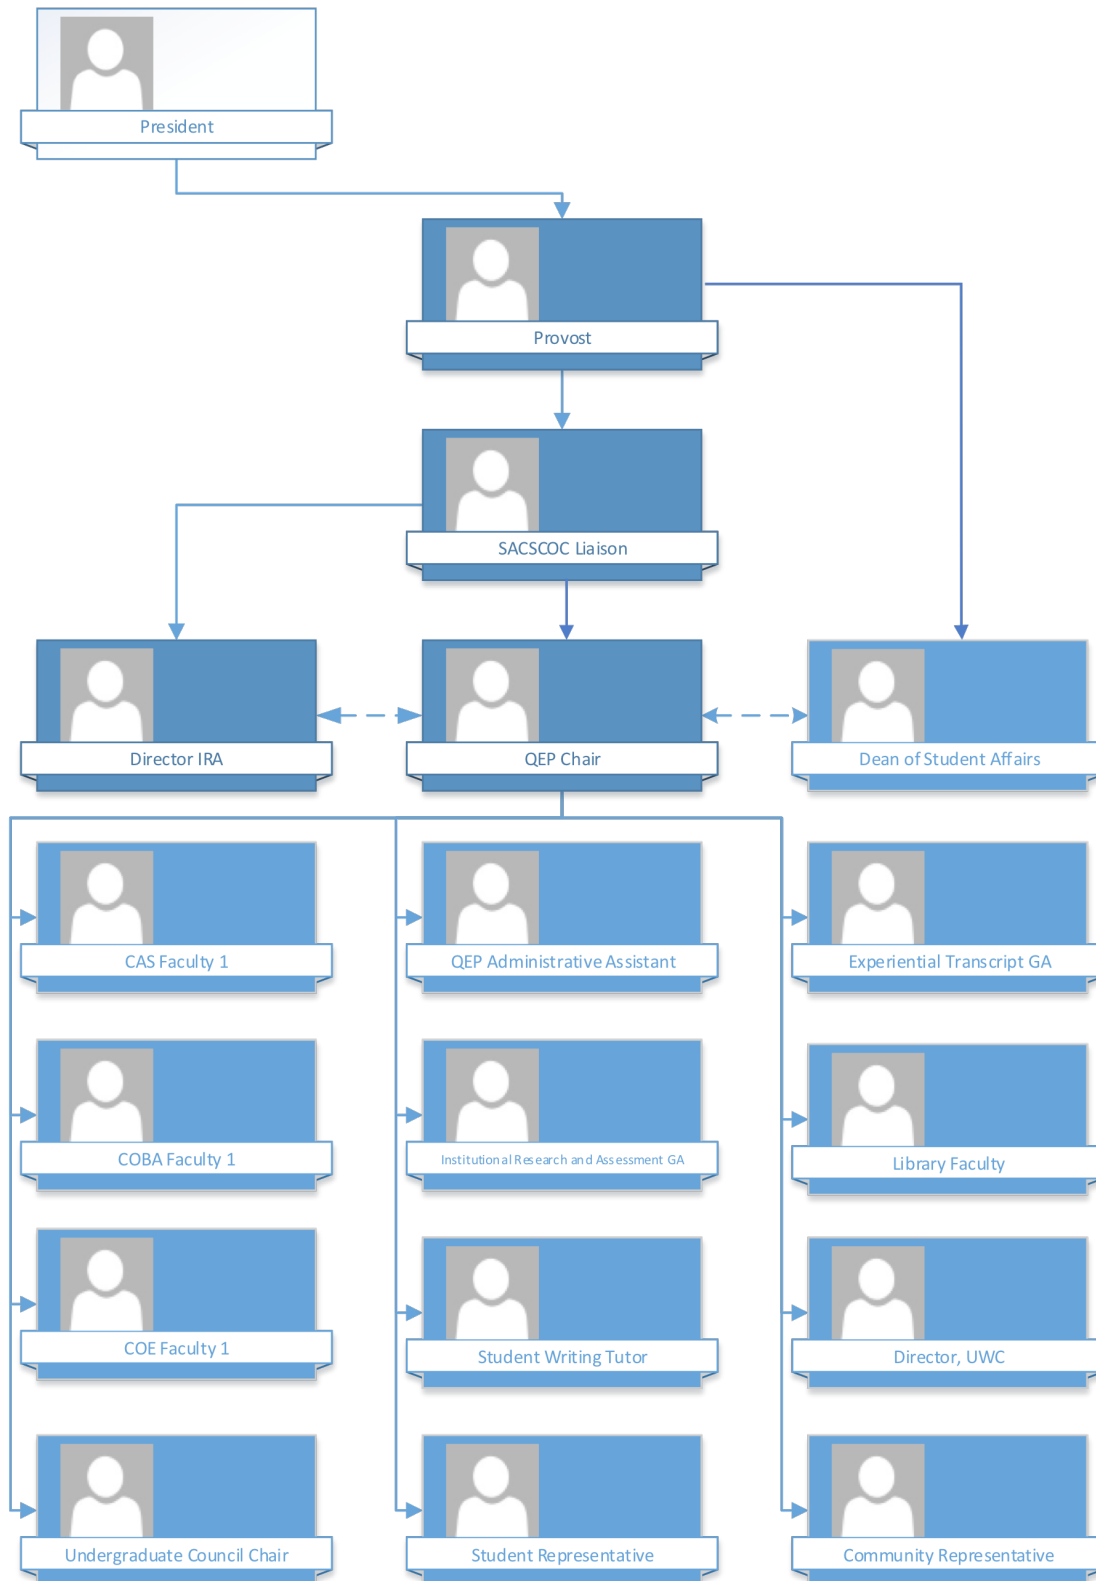 President
Provost
SACSCOC Liaison
Director IRA
QEP Chair
Dean of Student Affairs
CAS Faculty 1
QEP Administrative Assistant
Experiential Transcript GA
COBA Faculty 1
Institutional Research and Assessment GA
Library Faculty
COE Faculty 1
Student Writing Tutor
Director, UWC
Undergraduate Council Chair
Student Representative
Community Representative